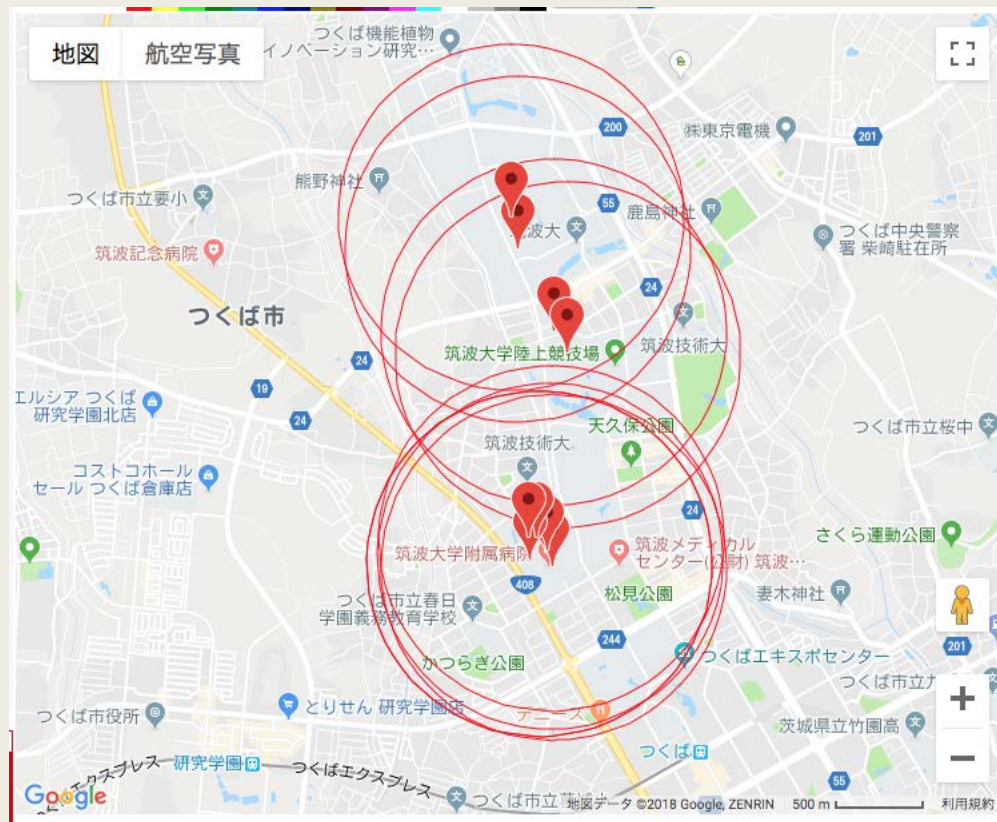 地図
航空写真
つくば機能植物
イノベーション研究…
200
㈱東京電機
201
つくば市立要小
熊野神社
55
鹿島神社
波大
つくば中央警察
署 柴崎駐在所
筑波記念病院
つくば市
24
筑波大学陸上競技場
筑波技術大
24
19
24
エルシア つくば
研究学園北店
天久保公園
筑波技術大
つくば市立桜中
コストコホール
セール つくば倉庫店
24
さくら運動公園
筑波大学附属病院
筑波メディカル
センター(公財) 筑波…
408
松見公園
妻木神社
つくば市立春日
学園義務教育学校
244
201
かつらぎ公園
つくばエキスポセンター
つくば市立九
とりせん 研究学園店
つくば市役所
デニーズ
茨城県立竹園高
つくば
研究学園
つくばエクスプレス
エクスプレス
55
Google
つくば市立
地図データ ©2018 Google, ZENRIN
500 m
利用規約